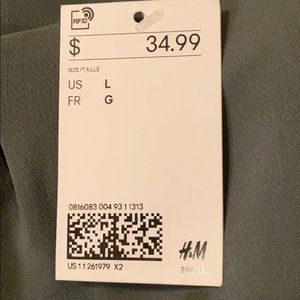 RFID
$ 34.99
SIZE/TAILLE
US L
FR G
0816083 004 93 11313
US 11 261979 X2
H&M